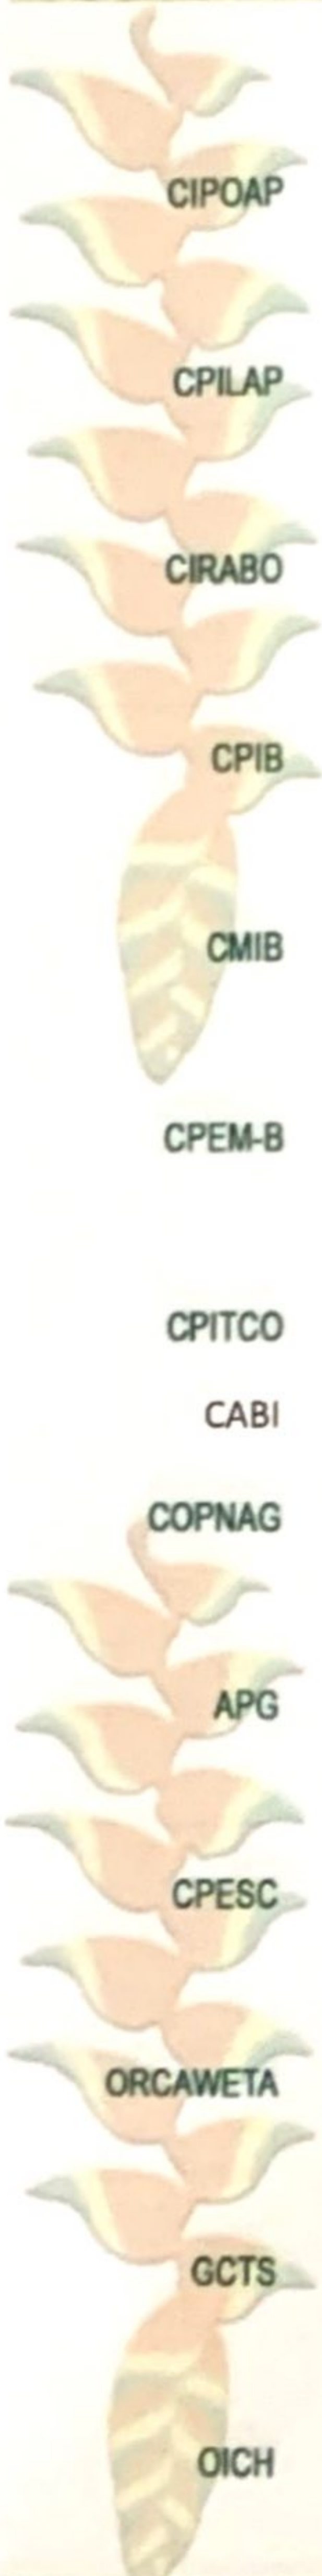 CIPOAP
CPILAP
CIRABO
CPIB
CMIB
CPEM-B
CPITCO
CABI
COPNAG
APG
CPESC
ORCAWETA
GCTS
OICH